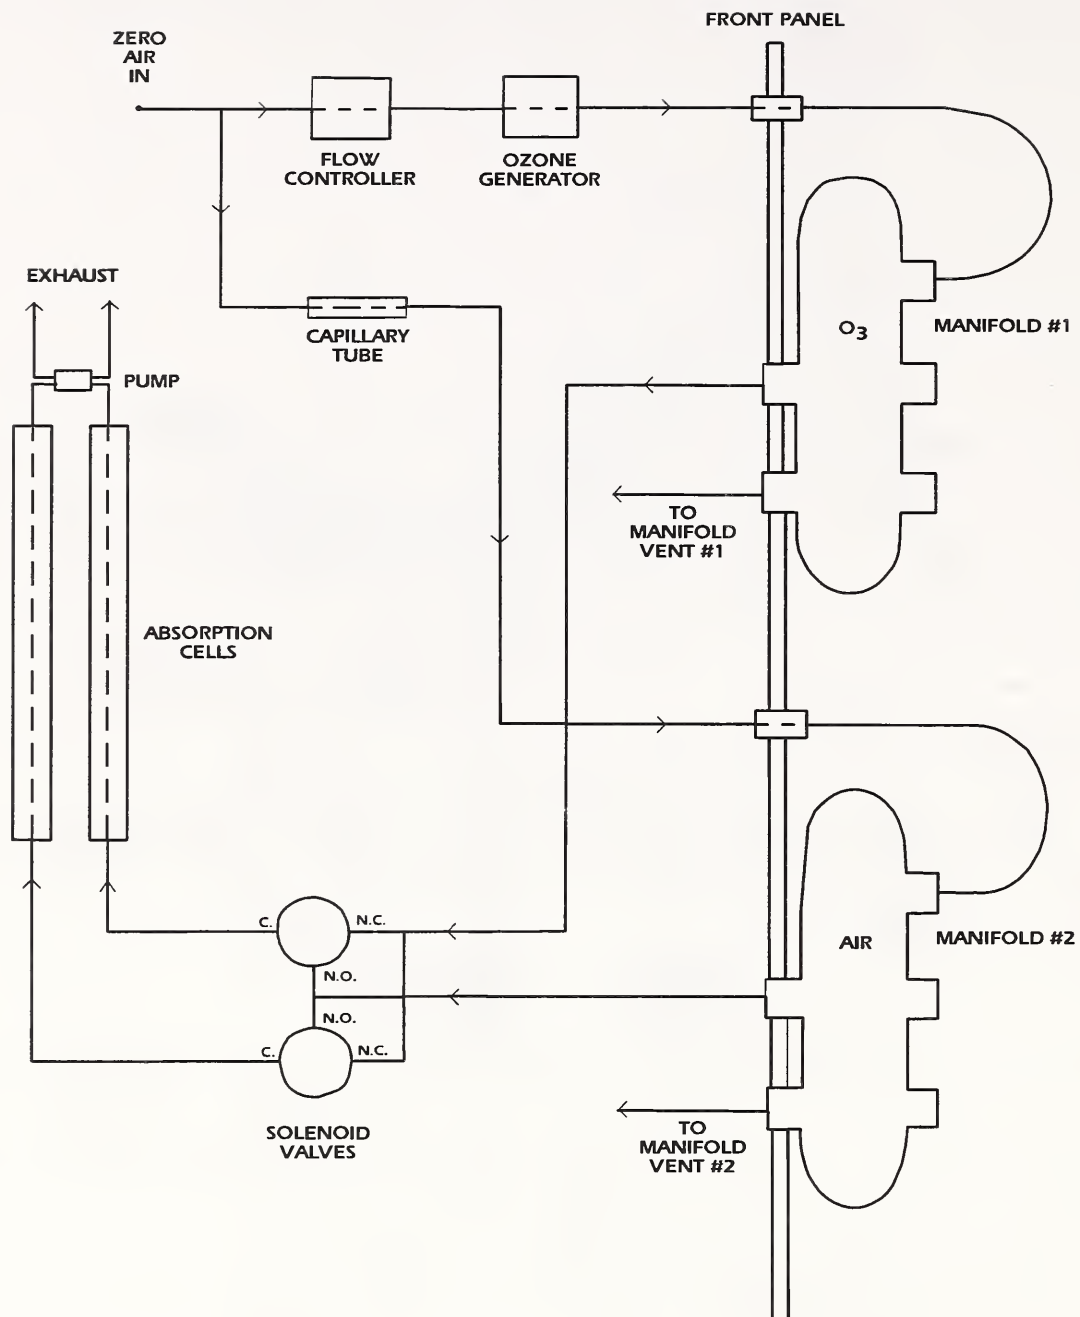 FRONT PANEL
ZERO
AIR
IN
FLOW
CONTROLLER
OZONE
GENERATOR
EXHAUST
CAPILLARY
TUBE
O₃
MANIFOLD #1
PUMP
TO
MANIFOLD
VENT #1
ABSORPTION
CELLS
C.
N.C.
N.O.
AIR
MANIFOLD #2
N.O.
C.
N.C.
SOLENOID
VALVES
TO
MANIFOLD
VENT #2